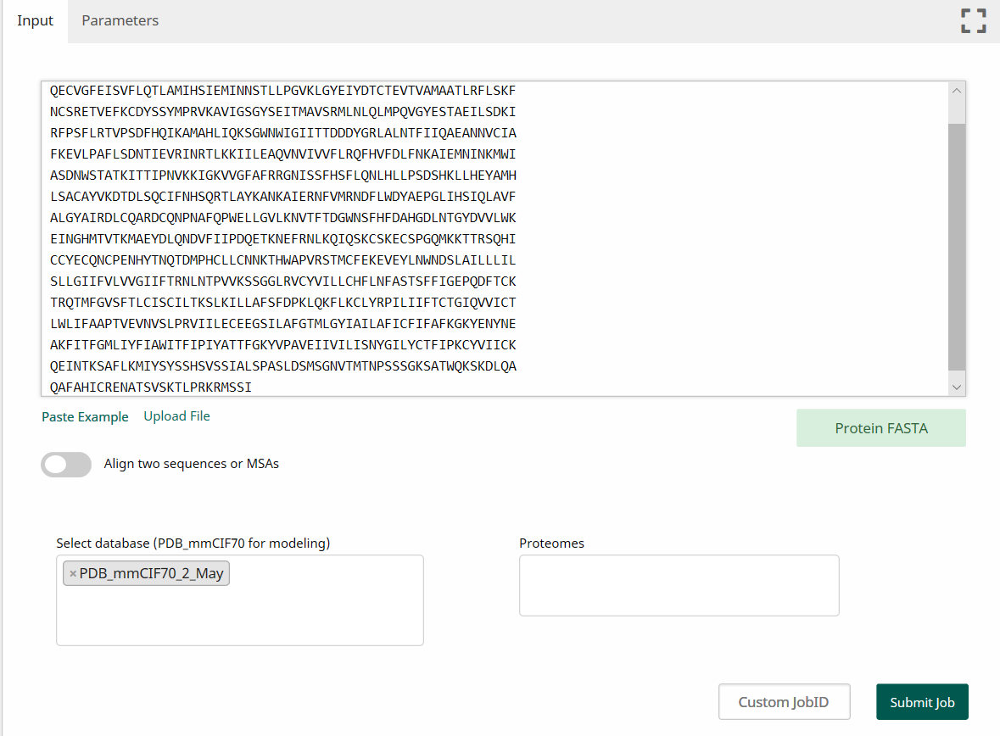 Input
Parameters
QECVGFEISVFLQTLAMIHSIEMINNSTLLPGVKLGYEIYDTCTEVTVAMAATLRFLSKF
NCSRETVEFKCDYSSYMPRVKAVIGSGYSEITMAVSRMLNLQLMPQVGYESTAEILSDKI
RFPSFLRTVPSDFHQIKAMAHLIQKSGWNWIGIITTDDDYGRLALNTFIIQAEANNVCIA
FKEVLPAFLSDNTIEVRINRTLKKIILEAQVNVIVVFLRQFHVFDLFNKAIEMNINKMWI
ASDNWSTATKITTIPNVKKIGKVVGFAFRRGNISSFHSFLQNLHLLPSDSHKLLHEYAMH
LSACAYVKDTDLSQCIFNHSQRTLAYKANKAIERNFVMRNDFLWDYAEPGLIHSIQLAVF
ALGYAIRDLCQARDCQNPNAFQPWELLGVLKNVTFTDGWNSFHFDAHGDLNTGYDVVLWK
EINGHMTVTKMAEYDLQNDVFIIPDQETKNEFRNLKQIQSKCSKECSPGQMKKTTRSQHI
CCYECQNCPENHYTNQTDMPHCLLCNNKTHWAPVRSTMCFEKEVEYLNWNDSLAILLLIL
SLLGIIFVLVVGIIFTRNLNTPVVKSSGGLRVCYVILLCHFLNFASTSFFIGEPQDFTCK
TRQTMFGVSFTLCISCILTKSLKILLAFSFDPKLQKFLKCLYRPILIIFTCTGIQVVICT
LWLIFAAPTVEVNVSLPRVIILECEEGSILAFGTMLGYIAILAFICFIFAFKGKYENYNE
AKFITFGMLIYFIAWITFIPIYATTFGKYVPAVEIIVILISNYGILYCTFIPKCYVIICK
QEINTKSAFLKMIYSYSSHSVSSIALSPASLDSMSGNVTMTNPSSSGKSATWQKSKDLQA
QAFAHICRENATSVSKTLPRKRMSSI
Paste Example
Upload File
Protein FASTA
Align two sequences or MSAs
Select database (PDB_mmCIF70 for modeling)
Proteomes
×PDB_mmCIF70_2_May
Custom JobID
Submit Job